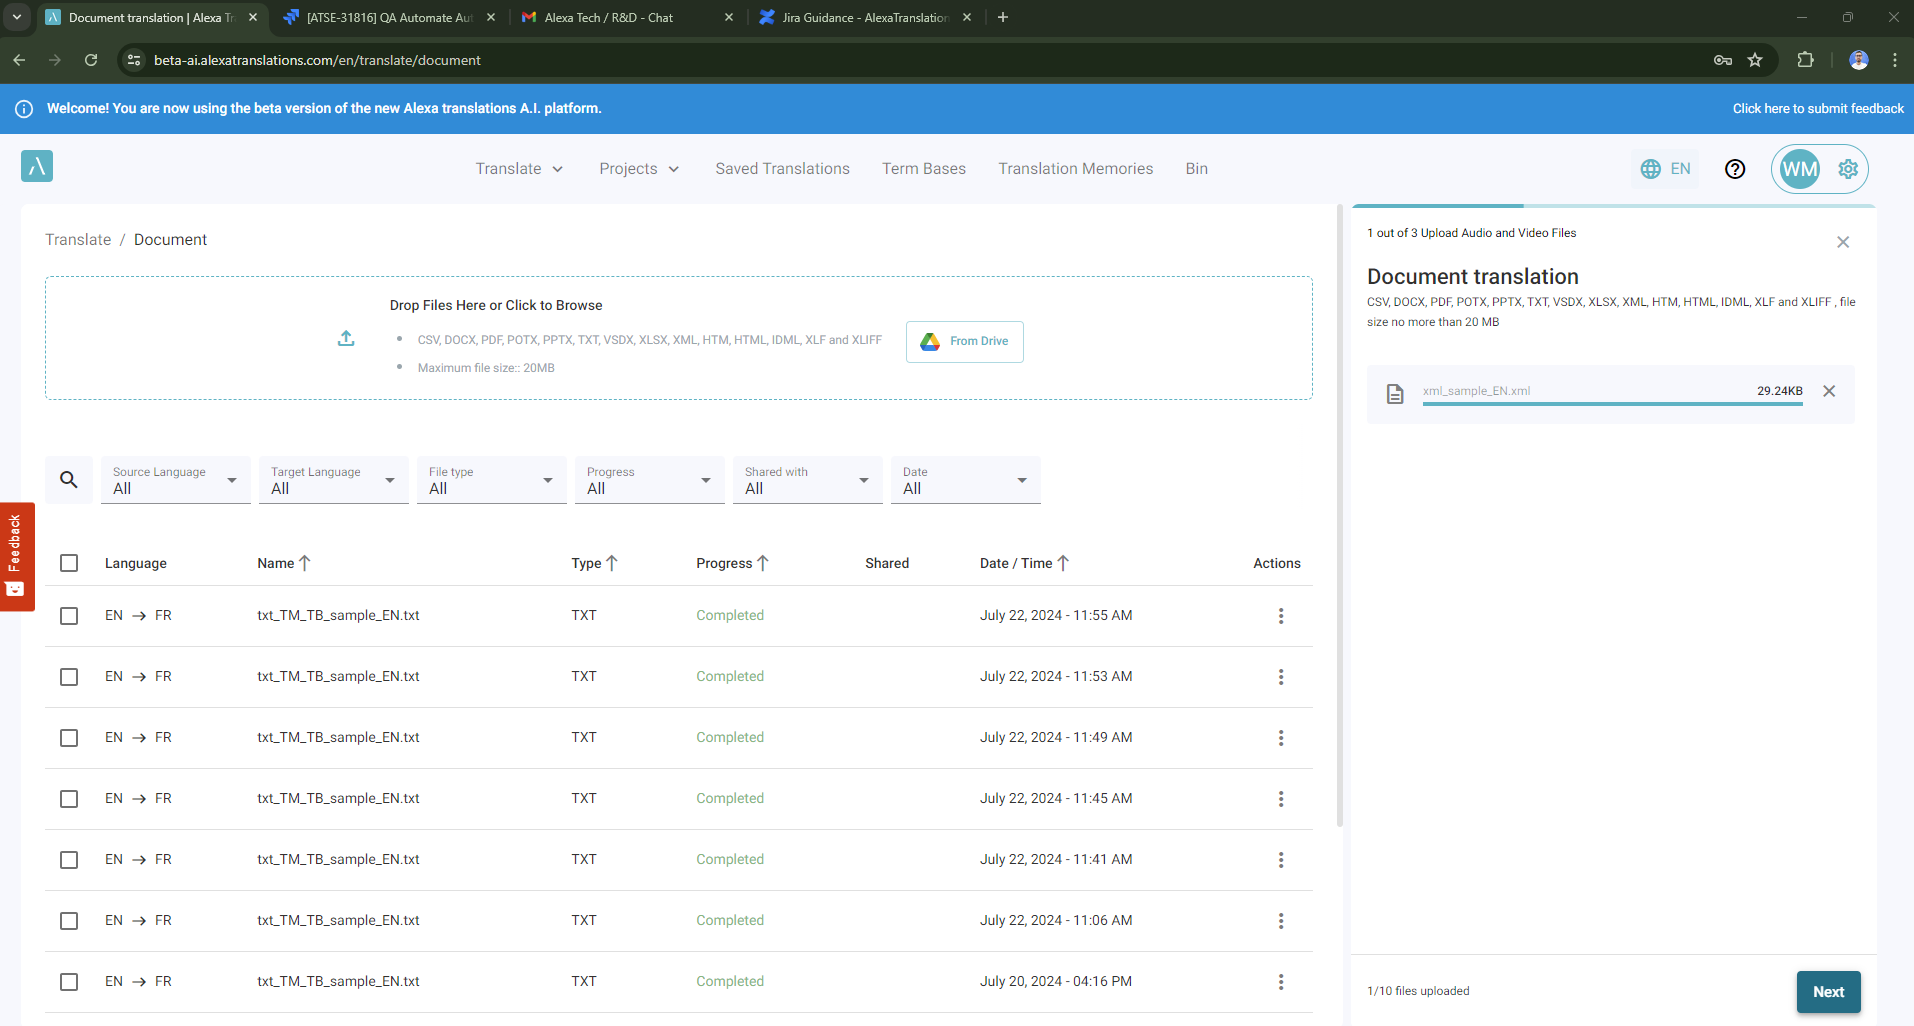 Document translation | Alexa Tr
[ATSE-31816] QA Automate Aut
Alexa Tech / R&D - Chat
Jira Guidance - AlexaTranslation
beta-ai.alexatranslations.com/en/translate/document
Welcome! You are now using the beta version of the new Alexa translations A.I. platform.
Click here to submit feedback
Translate
Projects
Saved Translations
Term Bases
Translation Memories
Bin
EN
WM
Translate / Document
Drop Files Here or Click to Browse
• CSV, DOCX, PDF, POTX, PPTX, TXT, VSDX, XLSX, XML, HTM, HTML, IDML, XLF and XLIFF
• Maximum file size:: 20MB
From Drive
Source Language
All
Target Language
All
File type
All
Progress
All
Shared with
All
Date
All
Feedback
Language Name Type Progress Shared Date / Time Actions
EN → FR txt_TM_TB_sample_EN.txt TXT Completed July 22, 2024 - 11:55 AM
EN → FR txt_TM_TB_sample_EN.txt TXT Completed July 22, 2024 - 11:53 AM
EN → FR txt_TM_TB_sample_EN.txt TXT Completed July 22, 2024 - 11:49 AM
EN → FR txt_TM_TB_sample_EN.txt TXT Completed July 22, 2024 - 11:45 AM
EN → FR txt_TM_TB_sample_EN.txt TXT Completed July 22, 2024 - 11:41 AM
EN → FR txt_TM_TB_sample_EN.txt TXT Completed July 22, 2024 - 11:06 AM
EN → FR txt_TM_TB_sample_EN.txt TXT Completed July 20, 2024 - 04:16 PM
1 out of 3 Upload Audio and Video Files
Document translation
CSV, DOCX, PDF, POTX, PPTX, TXT, VSDX, XLSX, XML, HTM, HTML, IDML, XLF and XLIFF , file
size no more than 20 MB
xml_sample_EN.xml 29.24KB
1/10 files uploaded
Next